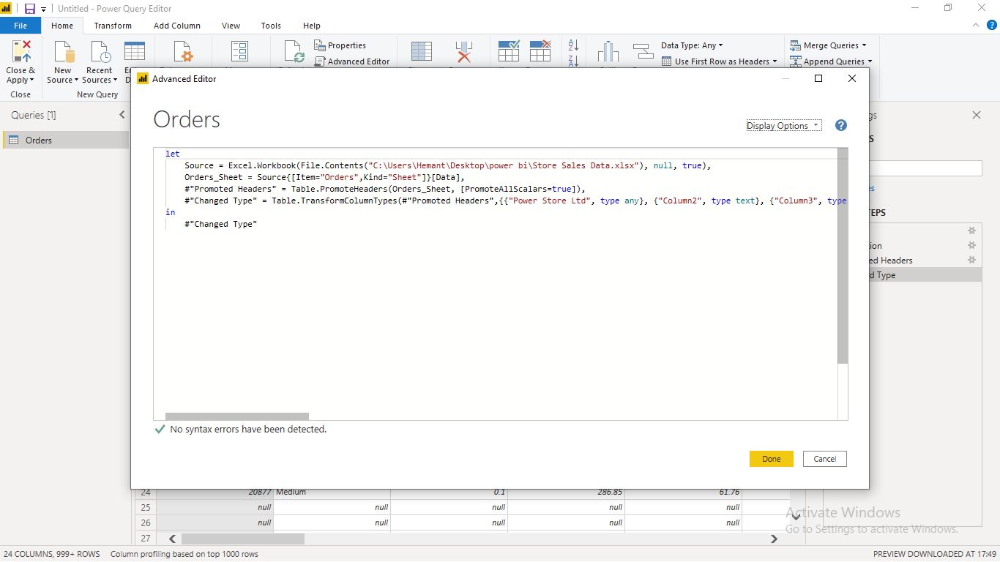 Untitled - Power Query Editor
File Home Transform Add Column View Tools Help
Close & Apply
New Source
Recent Sources
Properties
Advanced Editor
Data Type: Any
Use First Row as Headers
Merge Queries
Append Queries
Close
New Query
Advanced Editor
Queries [1]
Orders
Orders
Display Options
let
    Source = Excel.Workbook(File.Contents("C:\Users\Hemant\Desktop\power bi\Store Sales Data.xlsx"), null, true),
    Orders_Sheet = Source{[Item="Orders",Kind="Sheet"]}[Data],
    #"Promoted Headers" = Table.PromoteHeaders(Orders_Sheet, [PromoteAllScalars=true]),
    #"Changed Type" = Table.TransformColumnTypes(#"Promoted Headers",{{"Power Store Ltd", type any}, {"Column2", type text}, {"Column3", type
in
    #"Changed Type"
ed Headers
d Type
No syntax errors have been detected.
Done Cancel
24 20877 Medium 0.1 286.85 61.76
25 null null null null null
26 null null null null null
27
Activate Windows
Go to Settings to activate Windows.
24 COLUMNS, 999+ ROWS Column profiling based on top 1000 rows PREVIEW DOWNLOADED AT 17:49